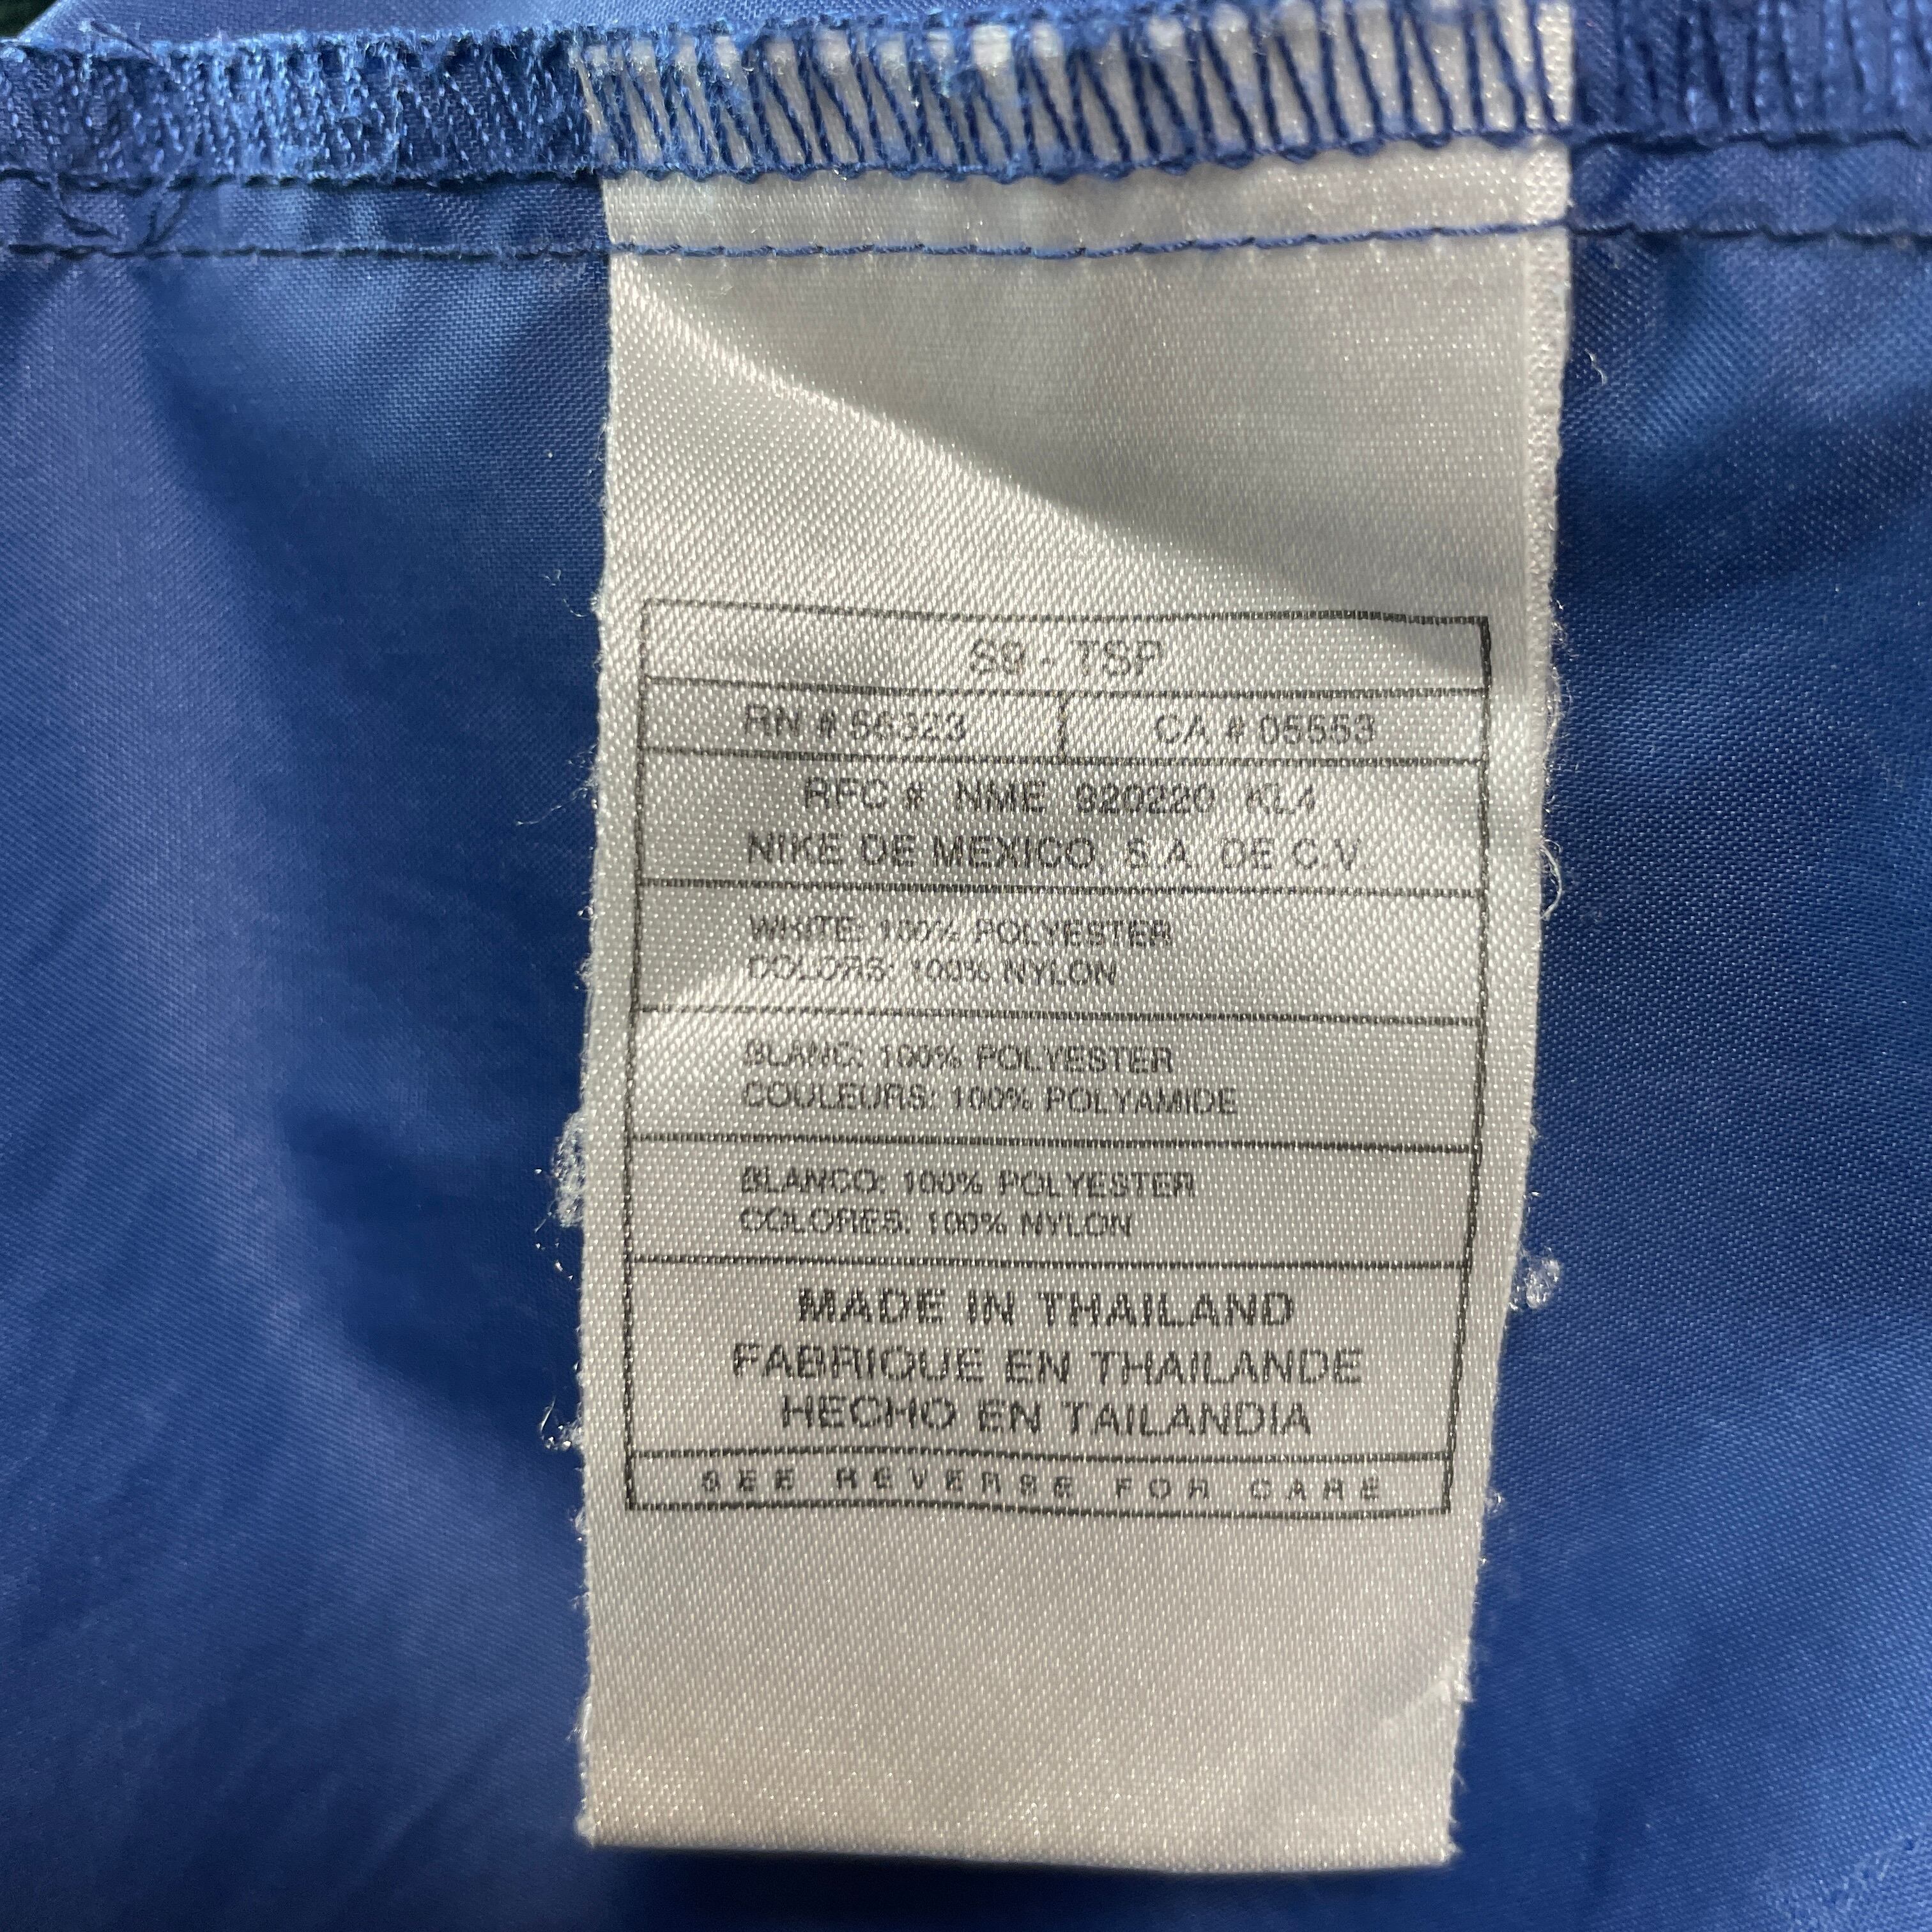 S9 - TSP
RN # 56323 CA # 05553
RFC # NME 920220 KL4
NIKE DE MEXICO, S.A. DE C.V.
WHITE: 100% POLYESTER
COLORS: 100% NYLON
BLANC: 100% POLYESTER
COULEURS: 100% POLYAMIDE
BLANCO: 100% POLYESTER
COLORES: 100% NYLON
MADE IN THAILAND
FABRIQUE EN THAILANDE
HECHO EN TAILANDIA
SEE REVERSE FOR CARE